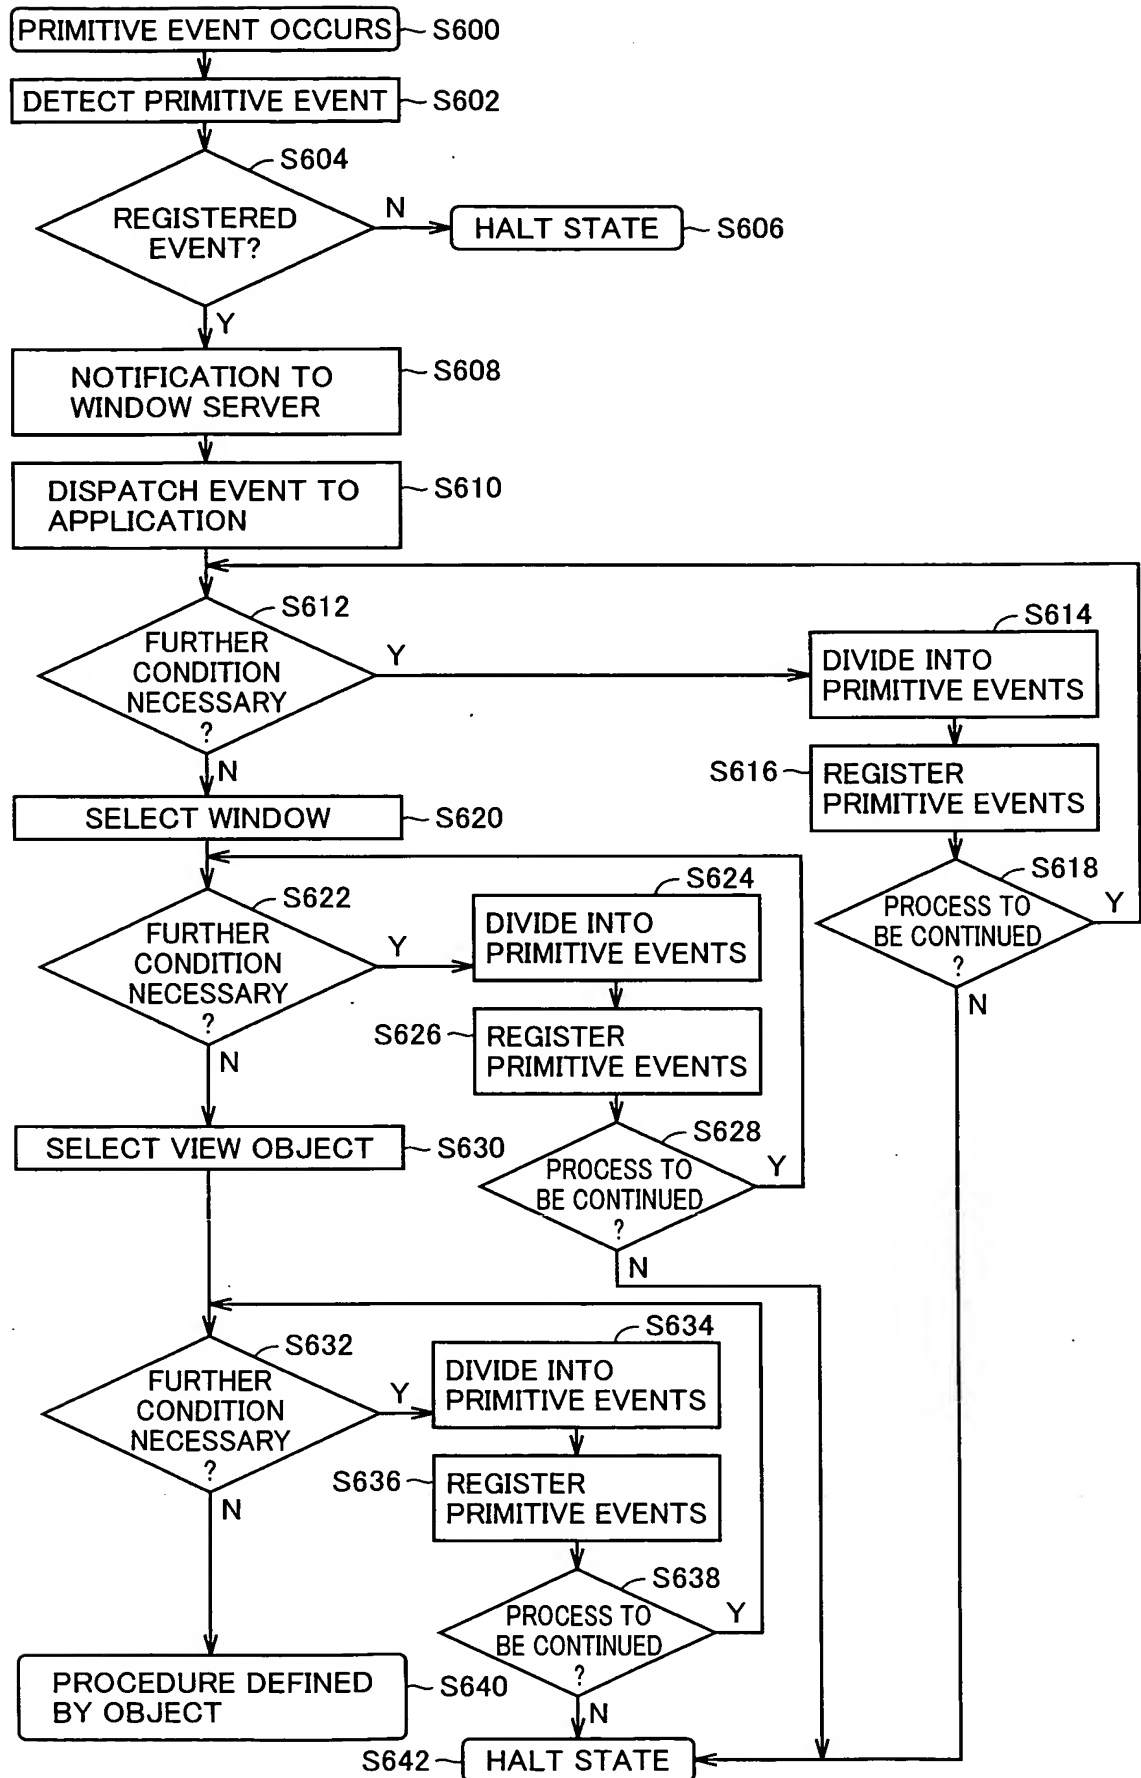 PRIMITIVE EVENT OCCURS
S600
DETECT PRIMITIVE EVENT
S602
S604
REGISTERED
EVENT?
N
HALT STATE
S606
Y
NOTIFICATION TO
WINDOW SERVER
S608
DISPATCH EVENT TO
APPLICATION
S610
S612
FURTHER
CONDITION
NECESSARY
?
Y
S614
DIVIDE INTO
PRIMITIVE EVENTS
S616
REGISTER
PRIMITIVE EVENTS
S618
PROCESS TO
BE CONTINUED
?
Y
N
N
SELECT WINDOW
S620
S622
FURTHER
CONDITION
NECESSARY
?
Y
S624
DIVIDE INTO
PRIMITIVE EVENTS
S626
REGISTER
PRIMITIVE EVENTS
S628
PROCESS TO
BE CONTINUED
?
Y
N
N
SELECT VIEW OBJECT
S630
S632
FURTHER
CONDITION
NECESSARY
?
Y
S634
DIVIDE INTO
PRIMITIVE EVENTS
S636
REGISTER
PRIMITIVE EVENTS
S638
PROCESS TO
BE CONTINUED
?
Y
N
N
PROCEDURE DEFINED
BY OBJECT
S640
S642
HALT STATE